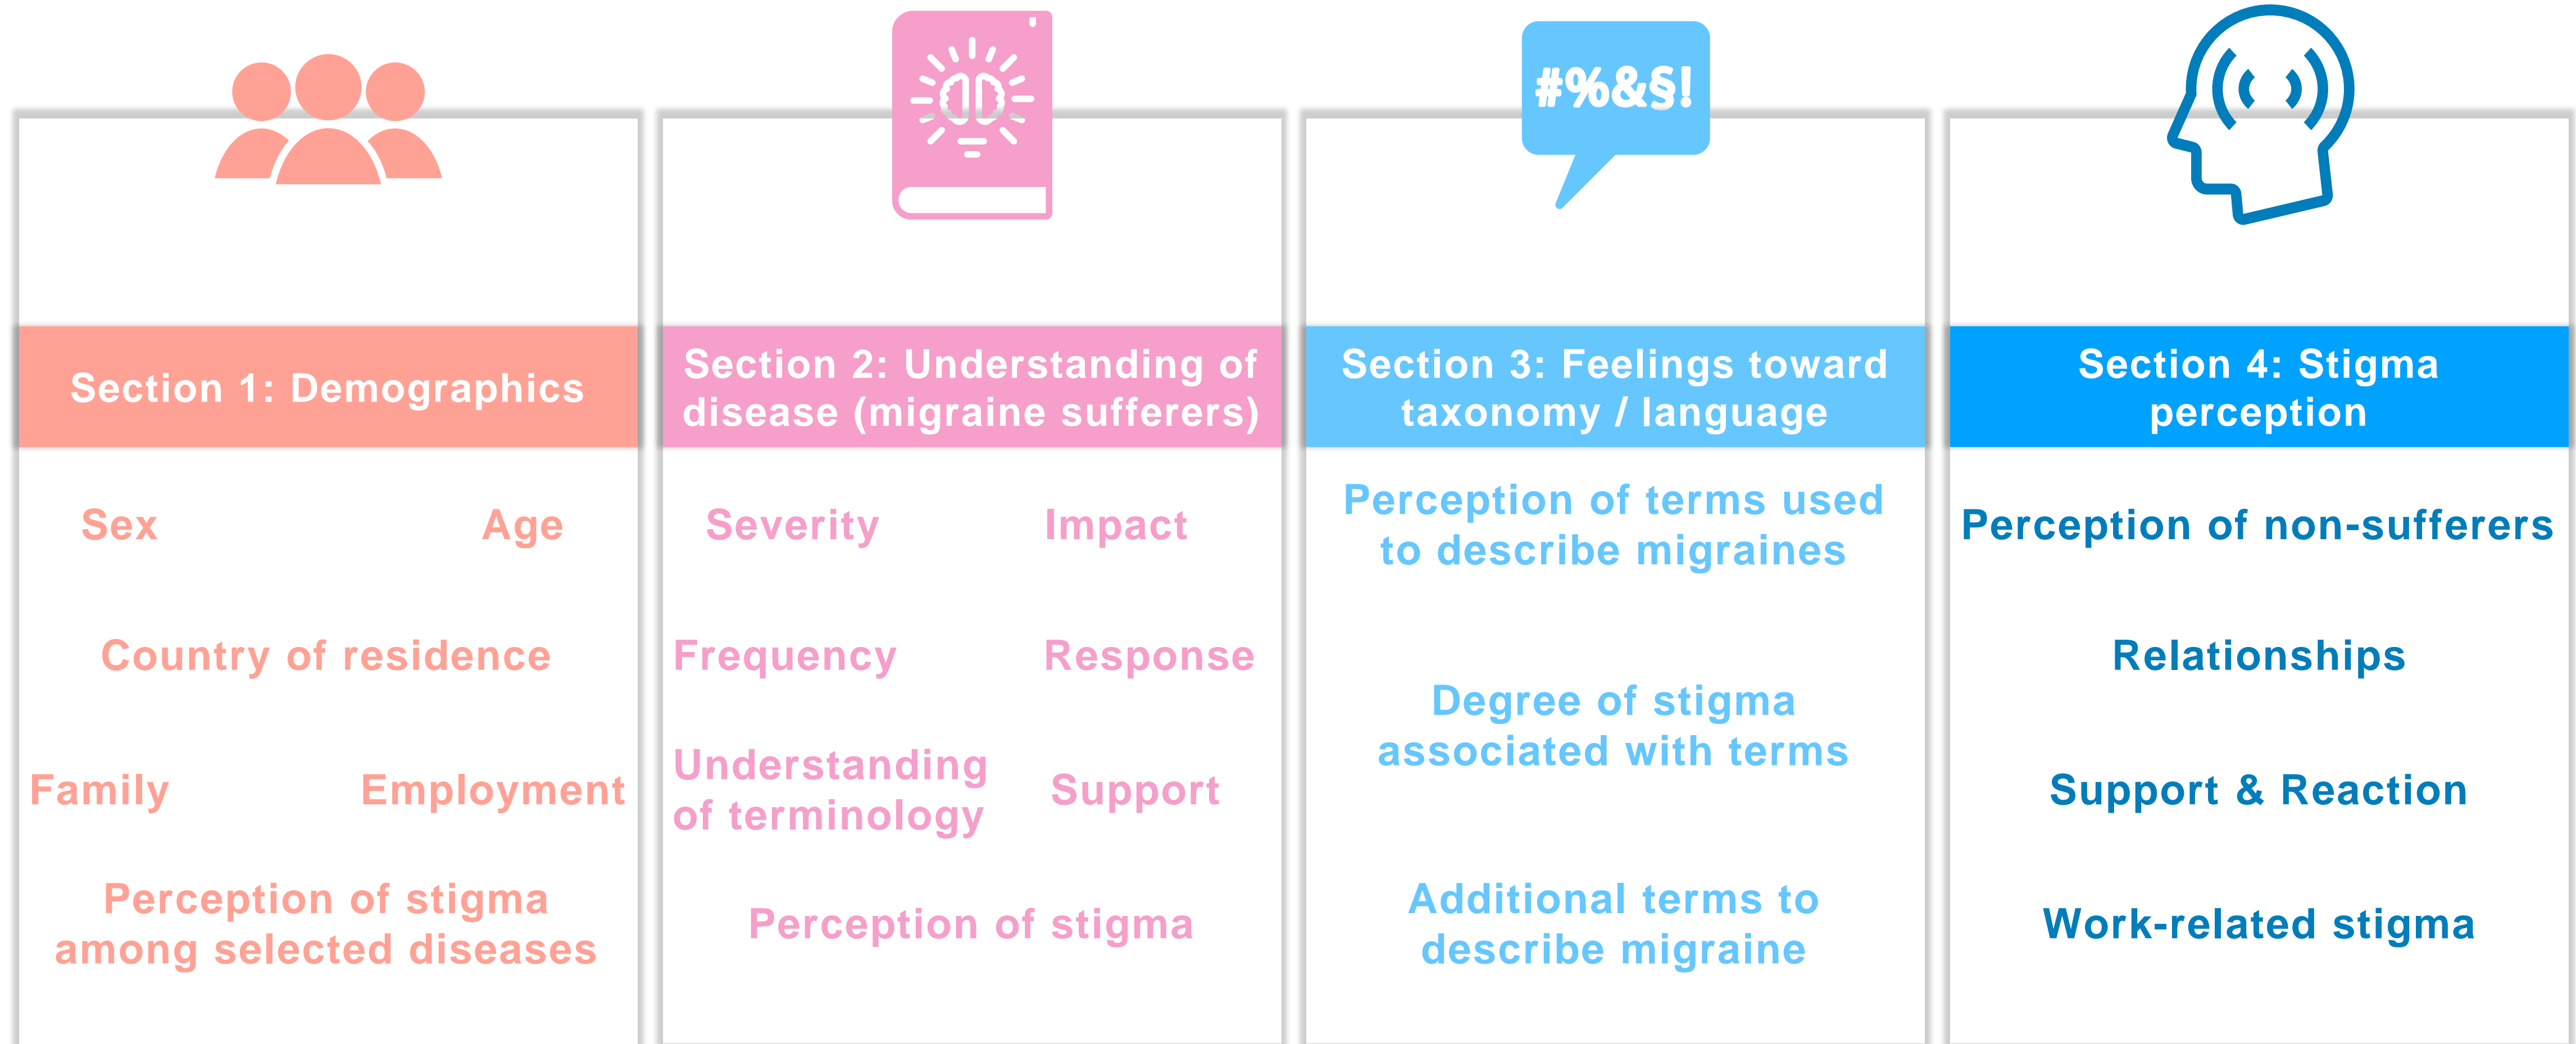 #%&§!
Section 1: Demographics
Sex Age
Country of residence
Family Employment
Perception of stigma
among selected diseases
Section 2: Understanding of
disease (migraine sufferers)
Severity Impact
Frequency Response
Understanding
of terminology
Support
Perception of stigma
Section 3: Feelings toward
taxonomy / language
Perception of terms used
to describe migraines
Degree of stigma
associated with terms
Additional terms to
describe migraine
Section 4: Stigma
perception
Perception of non-sufferers
Relationships
Support & Reaction
Work-related stigma